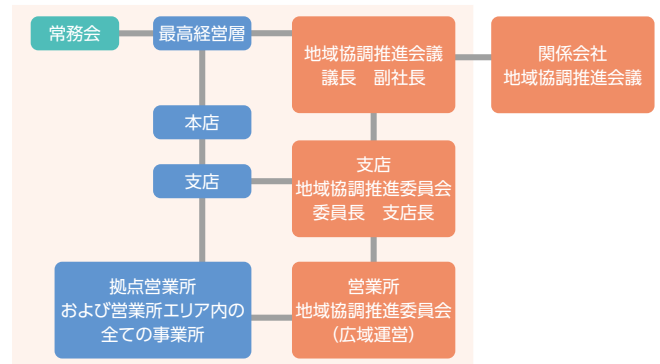 常務会
最高経営層
地域協調推進会議
議長　副社長
関係会社
地域協調推進会議
本店
支店
支店
地域協調推進委員会
委員長　支店長
拠点営業所
および営業所エリア内の
全ての事業所
営業所
地域協調推進委員会
（広域運営）